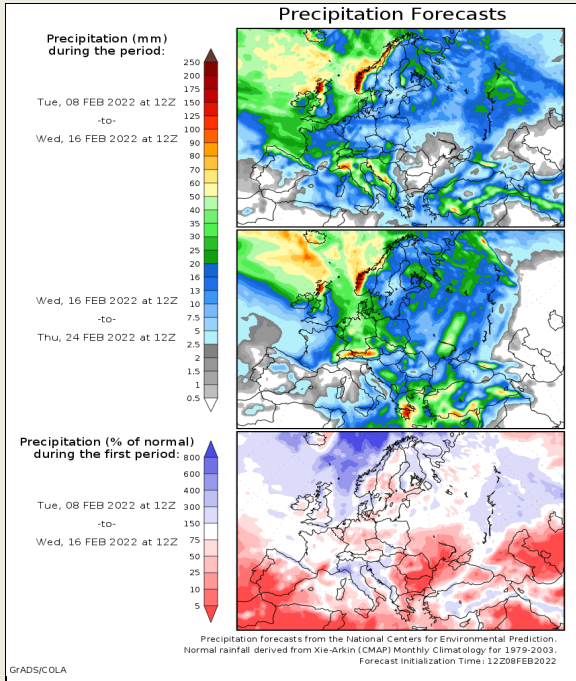 Precipitation Forecasts
Precipitation (mm)
during the period:
Tue, 08 FEB 2022 at 12Z
-to-
Wed, 16 FEB 2022 at 12Z
250
200
175
150
125
100
90
80
70
60
50
40
35
30
25
20
16
13
10
7.5
5
2.5
2
1.5
1
0.5
Wed, 16 FEB 2022 at 12Z
-to-
Thu, 24 FEB 2022 at 12Z
Precipitation (% of normal)
during the first period:
Tue, 08 FEB 2022 at 12Z
-to-
Wed, 16 FEB 2022 at 12Z
800
600
400
300
150
75
50
25
10
5
Precipitation forecasts from the National Centers for Environmental Prediction.
Normal rainfall derived from Xie-Arkin (CMAP) Monthly Climatology for 1979-2003.
Forecast Initialization Time: 12Z08FEB2022
GrADS/COLA